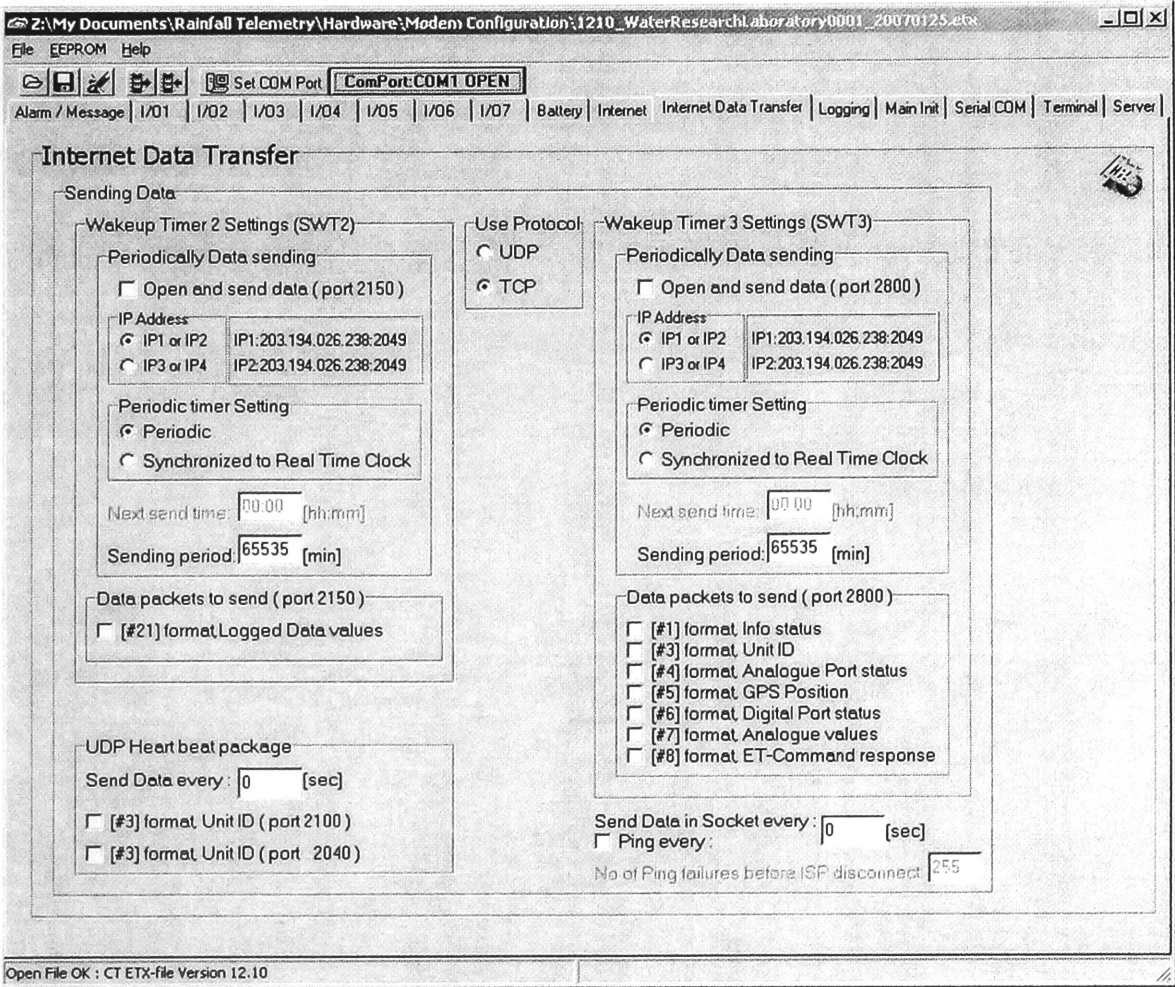 Z:\My Documents\Rainfall Telemetry\Hardware\Modem Configuration\1210_WaterResearchLaboratory0001_20070125.etx
File EEPROM Help
Set COM Port ComPort:COM1 OPEN
Alarm / Message I/O1 I/O2 I/O3 I/O4 I/O5 I/O6 I/O7 Battery Internet Internet Data Transfer Logging Main Init Serial COM Terminal Server
Internet Data Transfer
Sending Data
Wakeup Timer 2 Settings (SWT2)
Periodically Data sending
Open and send data ( port 2150 )
IP Address
IP1 or IP2 IP1:203.194.026.238:2049
IP3 or IP4 IP2:203.194.026.238:2049
Periodic timer Setting
Periodic
Synchronized to Real Time Clock
Next send time: 00:00 [hh:mm]
Sending period: 65535 [min]
Data packets to send ( port 2150 )
[#21] format,Logged Data values
Use Protocol
UDP
TCP
Wakeup Timer 3 Settings (SWT3)
Periodically Data sending
Open and send data ( port 2800 )
IP Address
IP1 or IP2 IP1:203.194.026.238:2049
IP3 or IP4 IP2:203.194.026.238:2049
Periodic timer Setting
Periodic
Synchronized to Real Time Clock
Next send time: 00:00 [hh:mm]
Sending period: 65535 [min]
Data packets to send ( port 2800 )
[#1] format, Info status
[#3] format, Unit ID
[#4] format, Analogue Port status
[#5] format, GPS Position
[#6] format, Digital Port status
[#7] format, Analogue values
[#8] format, ET-Command response
UDP Heart beat package
Send Data every : 0 [sec]
[#3] format, Unit ID ( port 2100 )
[#3] format, Unit ID ( port 2040 )
Send Data in Socket every : 0 [sec]
Ping every :
No of Ping failures before ISP disconnect 255
Open File OK : CT ETX-file Version 12.10